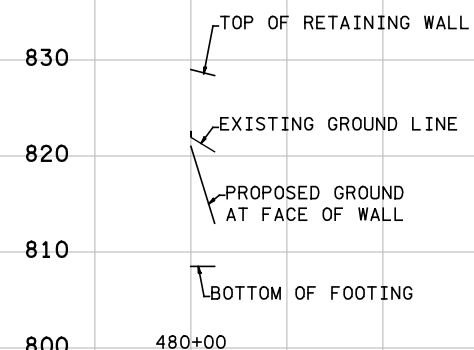 TOP OF RETAINING WALL
830
EXISTING GROUND LINE
820
PROPOSED GROUND
AT FACE OF WALL
810
BOTTOM OF FOOTING
480+00
800